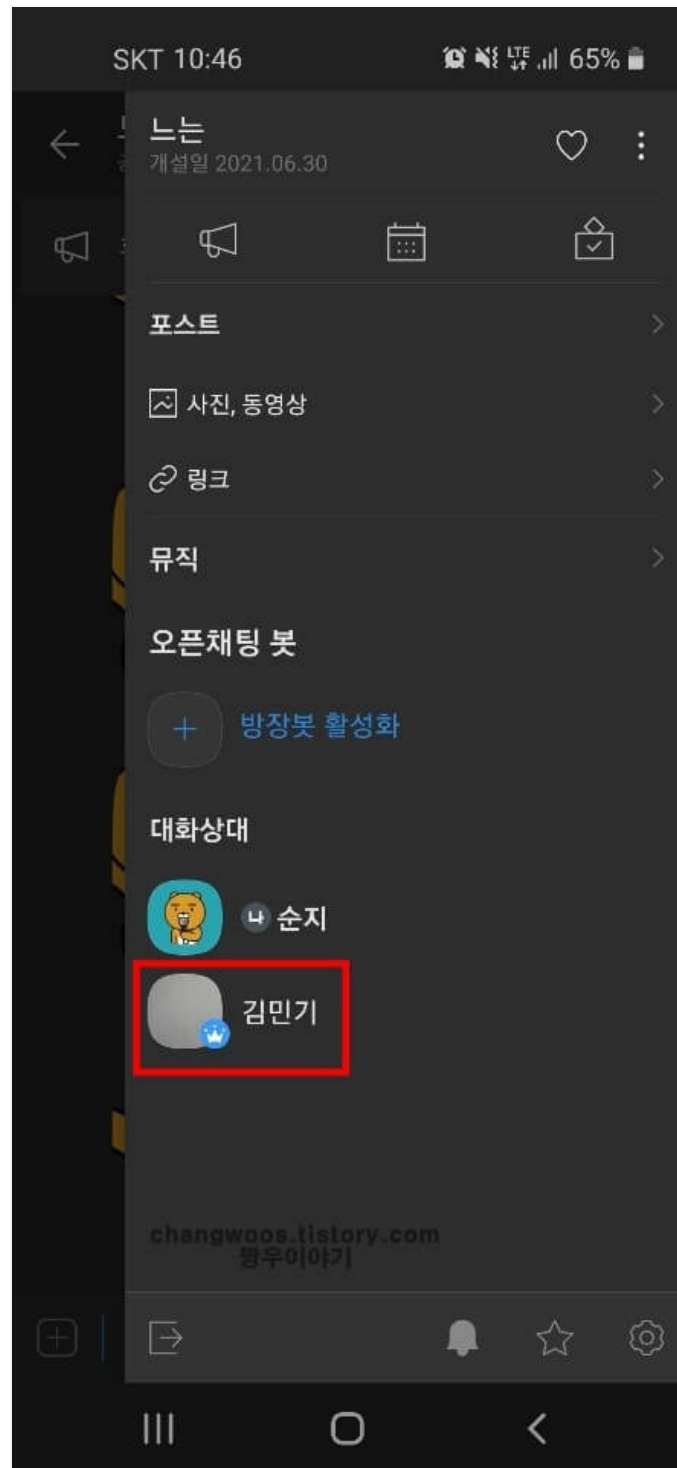 SKT 10:46 LTE 65%
느는
개설일 2021.06.30
포스트
사진, 동영상
링크
뮤직
오픈채팅 봇
+ 방장봇 활성화
대화상대
나 순지
김민기
changwoos.tistory.com
짱우이야기